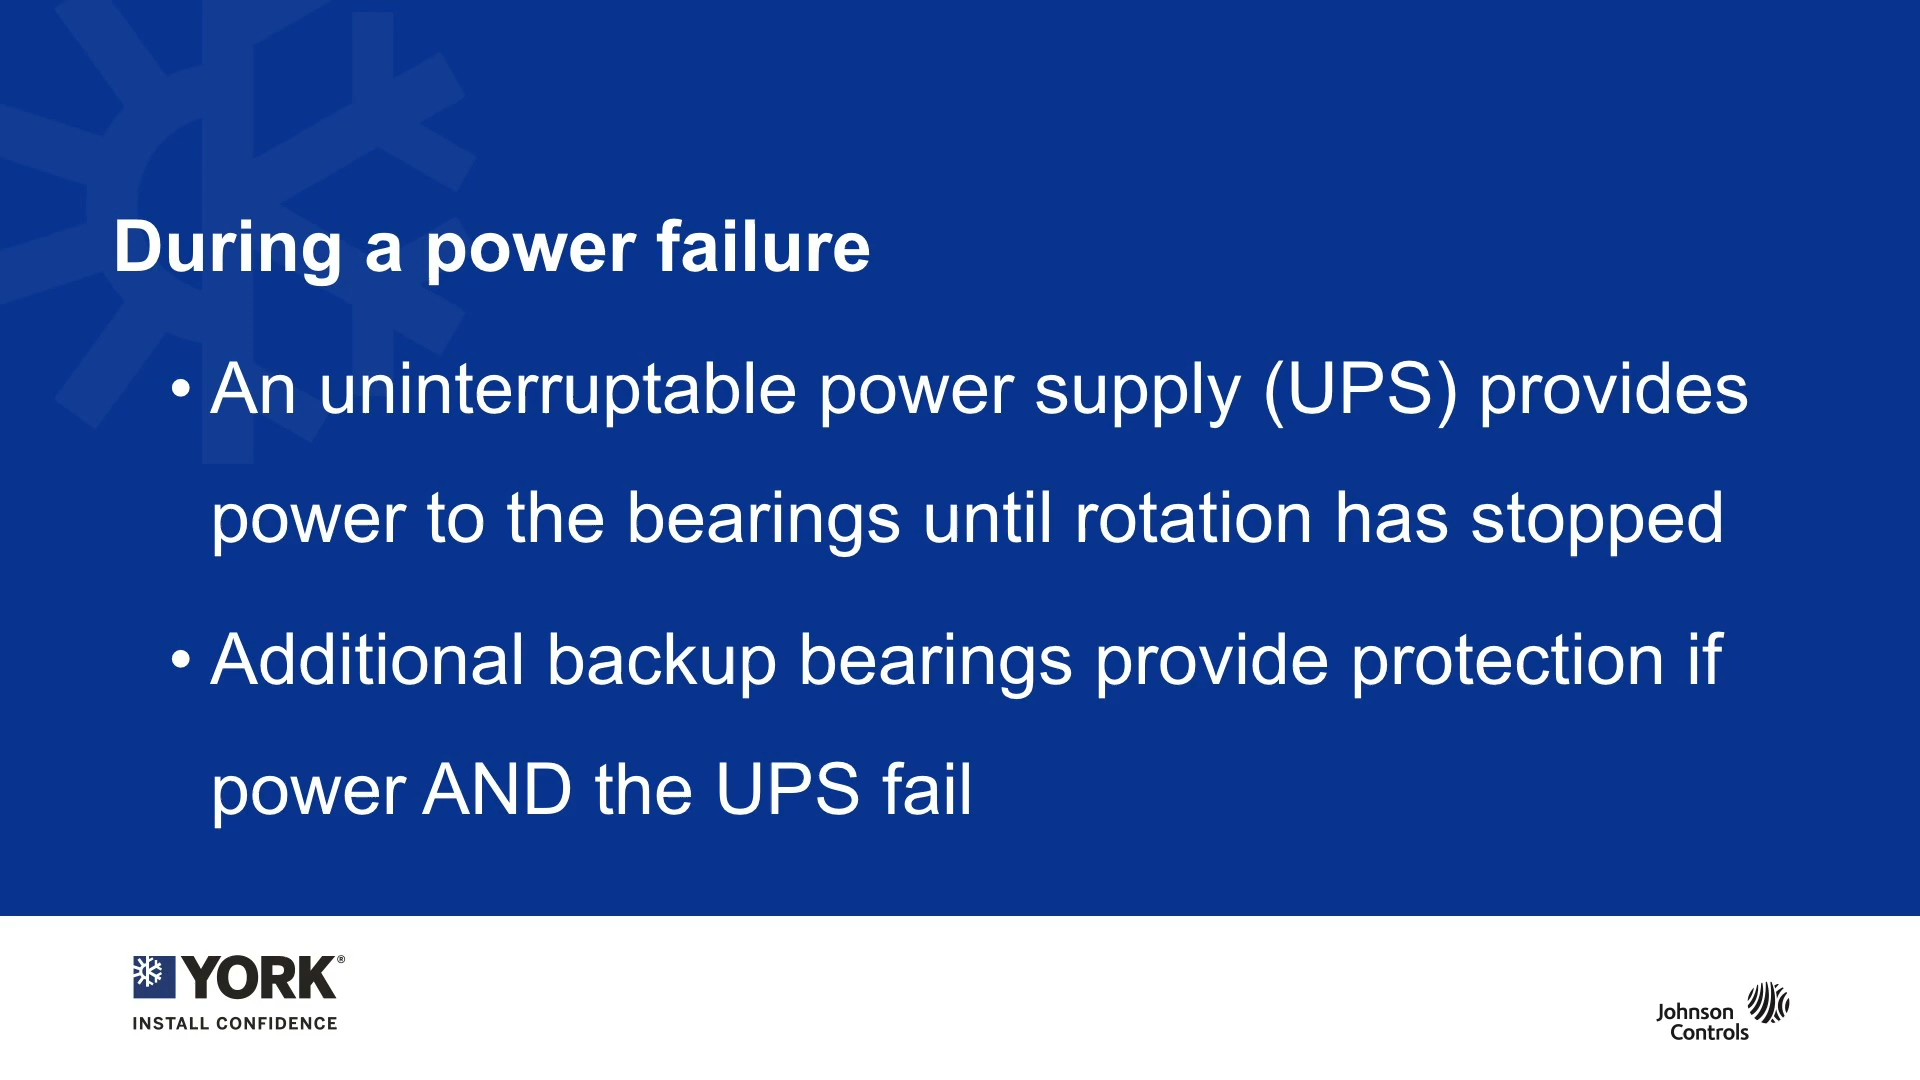 During a power failure
• An uninterruptable power supply (UPS) provides
power to the bearings until rotation has stopped
• Additional backup bearings provide protection if
power AND the UPS fail
YORK®
INSTALL CONFIDENCE
Johnson
Controls